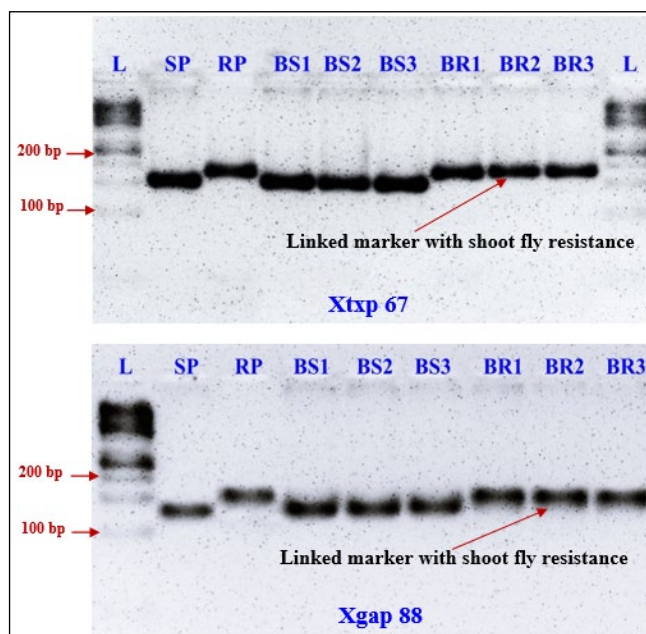 L SP RP BS1 BS2 BS3 BR1 BR2 BR3 L
200 bp
100 bp
Linked marker with shoot fly resistance
Xtxp 67
L SP RP BS1 BS2 BS3 BR1 BR2 BR3
200 bp
100 bp
Linked marker with shoot fly resistance
Xgap 88